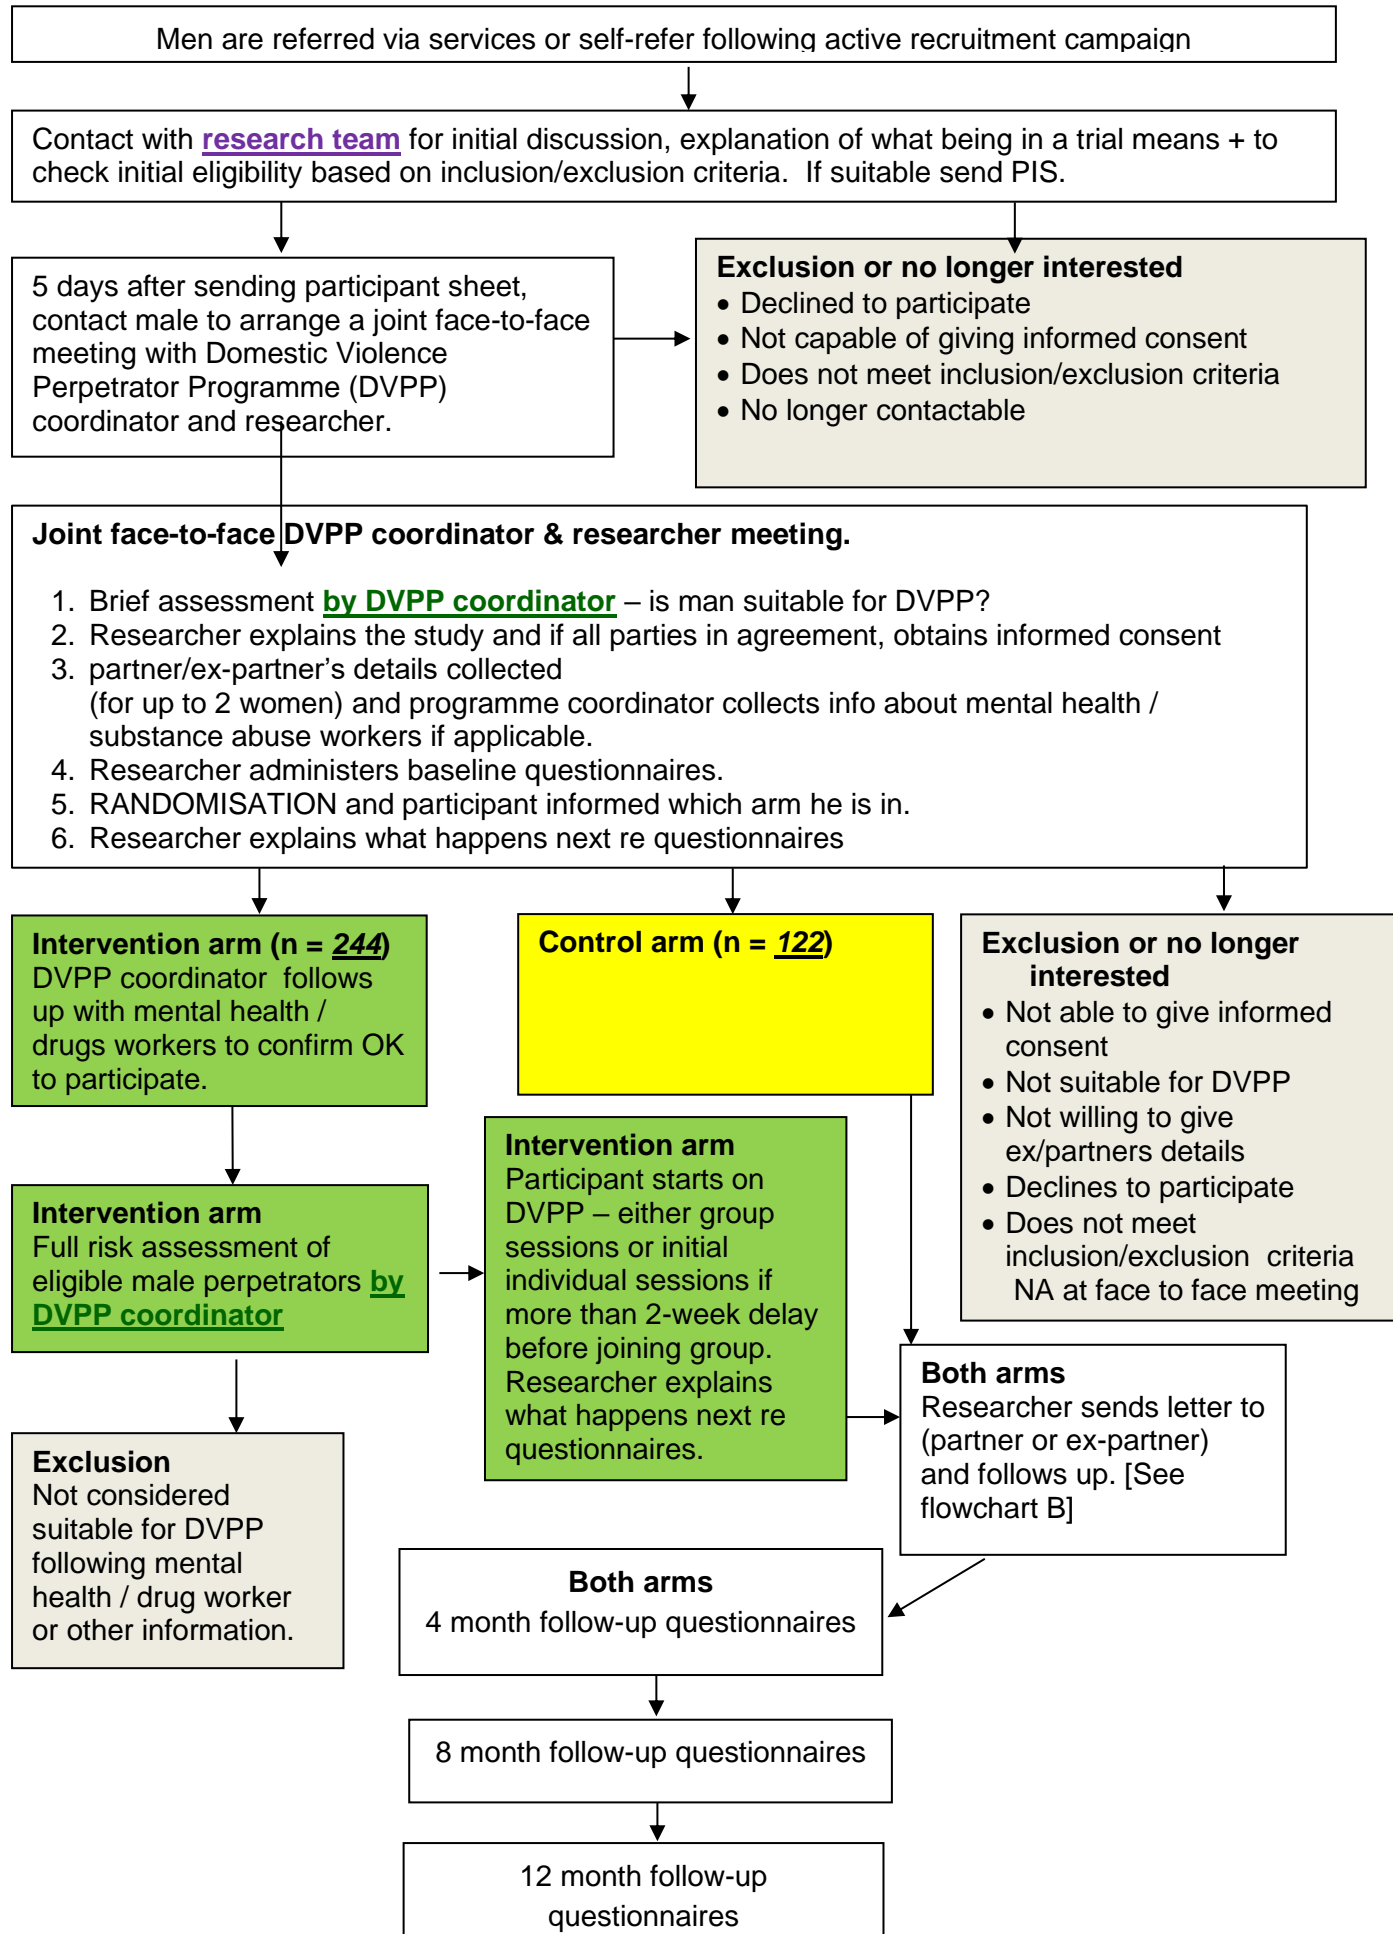 Men are referred via services or self-refer following active recruitment campaign
Contact with research team for initial discussion, explanation of what being in a trial means + to
check initial eligibility based on inclusion/exclusion criteria.  If suitable send PIS.
5 days after sending participant sheet,
contact male to arrange a joint face-to-face
meeting with Domestic Violence
Perpetrator Programme (DVPP)
coordinator and researcher.
Exclusion or no longer interested
• Declined to participate
• Not capable of giving informed consent
• Does not meet inclusion/exclusion criteria
• No longer contactable
Joint face-to-face DVPP coordinator & researcher meeting.
1. Brief assessment by DVPP coordinator – is man suitable for DVPP?
2. Researcher explains the study and if all parties in agreement, obtains informed consent
3. partner/ex-partner's details collected
(for up to 2 women) and programme coordinator collects info about mental health /
substance abuse workers if applicable.
4. Researcher administers baseline questionnaires.
5. RANDOMISATION and participant informed which arm he is in.
6. Researcher explains what happens next re questionnaires
Intervention arm (n = 244)
DVPP coordinator  follows
up with mental health /
drugs workers to confirm OK
to participate.
Control arm (n = 122)
Exclusion or no longer
interested
• Not able to give informed
consent
• Not suitable for DVPP
• Not willing to give
ex/partners details
• Declines to participate
• Does not meet
inclusion/exclusion  criteria
NA at face to face meeting
Intervention arm
Full risk assessment of
eligible male perpetrators by
DVPP coordinator
Intervention arm
Participant starts on
DVPP – either group
sessions or initial
individual sessions if
more than 2-week delay
before joining group.
Researcher explains
what happens next re
questionnaires.
Both arms
Researcher sends letter to
(partner or ex-partner)
and follows up. [See
flowchart B]
Exclusion
Not considered
suitable for DVPP
following mental
health / drug worker
or other information.
Both arms
4 month follow-up questionnaires
8 month follow-up questionnaires
12 month follow-up
questionnaires